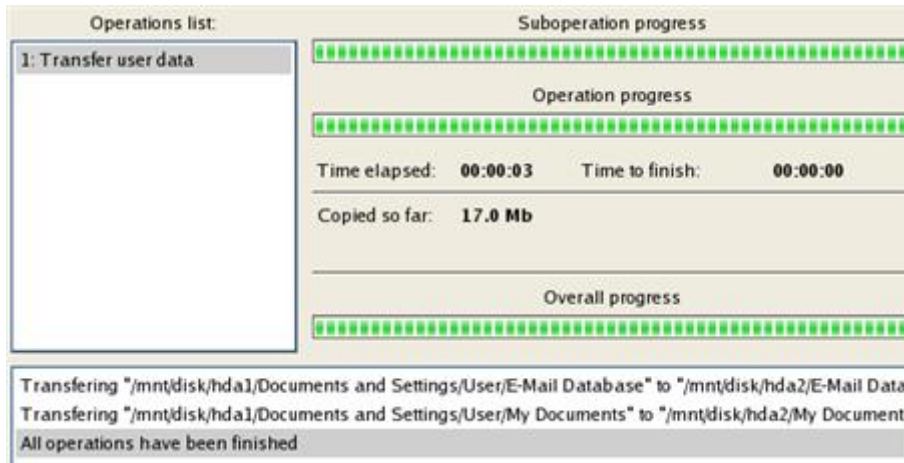 Operations list:
1: Transfer user data
Suboperation progress
Operation progress
Time elapsed: 00:00:03 Time to finish: 00:00:00
Copied so far: 17.0 Mb
Overall progress
Transfering "/mnt/disk/hda1/Documents and Settings/User/E-Mail Database" to "/mnt/disk/hda2/E-Mail Data
Transfering "/mnt/disk/hda1/Documents and Settings/User/My Documents" to "/mnt/disk/hda2/My Document
All operations have been finished